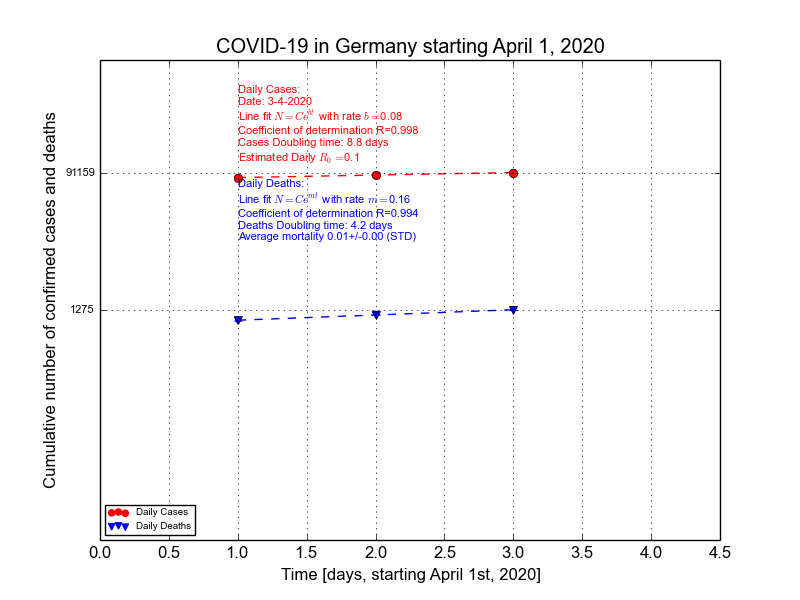 COVID-19 in Germany starting April 1, 2020
Daily Cases:
Date: 3-4-2020
Line fit N=Ce^{bt} with rate b=0.08
Coefficient of determination R=0.998
Cases Doubling time: 8.8 days
Estimated Daily R_0=0.1
Daily Deaths:
Line fit N=Ce^{mt} with rate m=0.16
Coefficient of determination R=0.994
Deaths Doubling time: 4.2 days
Average mortality 0.01+/-0.00 (STD)
91159
1275
Cumulative number of confirmed cases and deaths
Daily Cases
Daily Deaths
0.0 0.5 1.0 1.5 2.0 2.5 3.0 3.5 4.0 4.5
Time [days, starting April 1st, 2020]